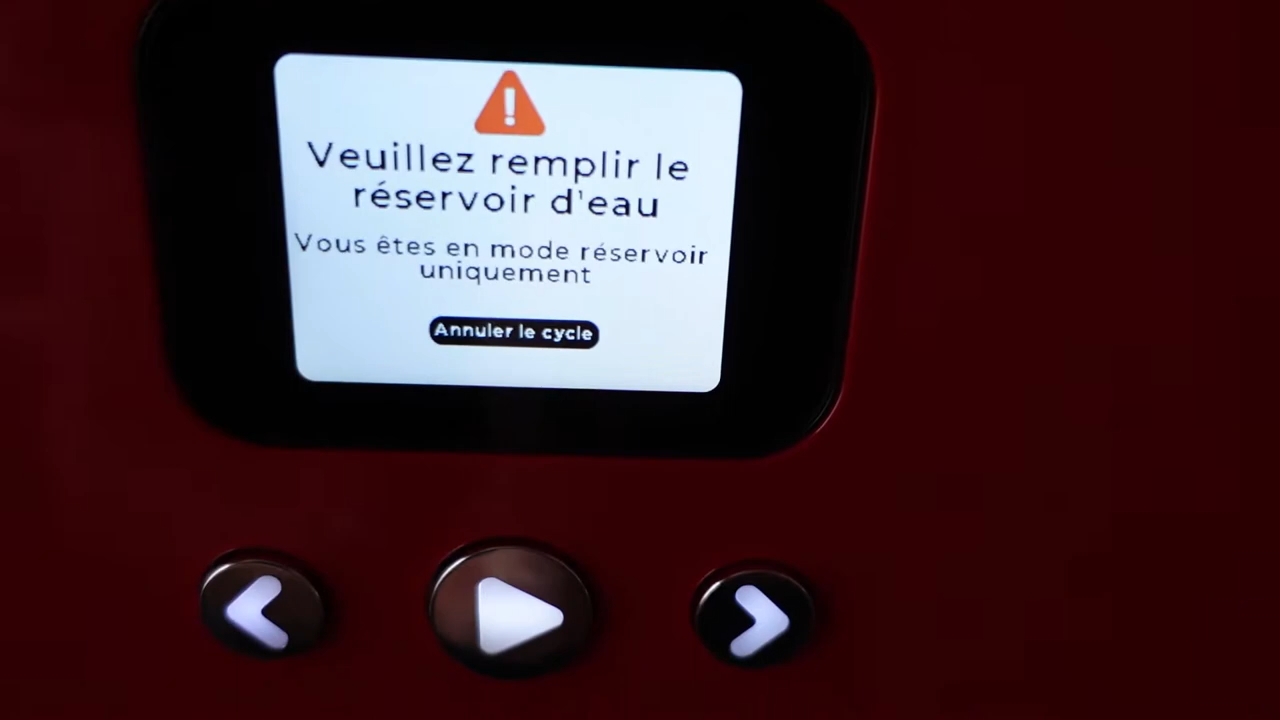 Veuillez remplir le
réservoir d'eau
Vous êtes en mode réservoir
uniquement
Annuler le cycle